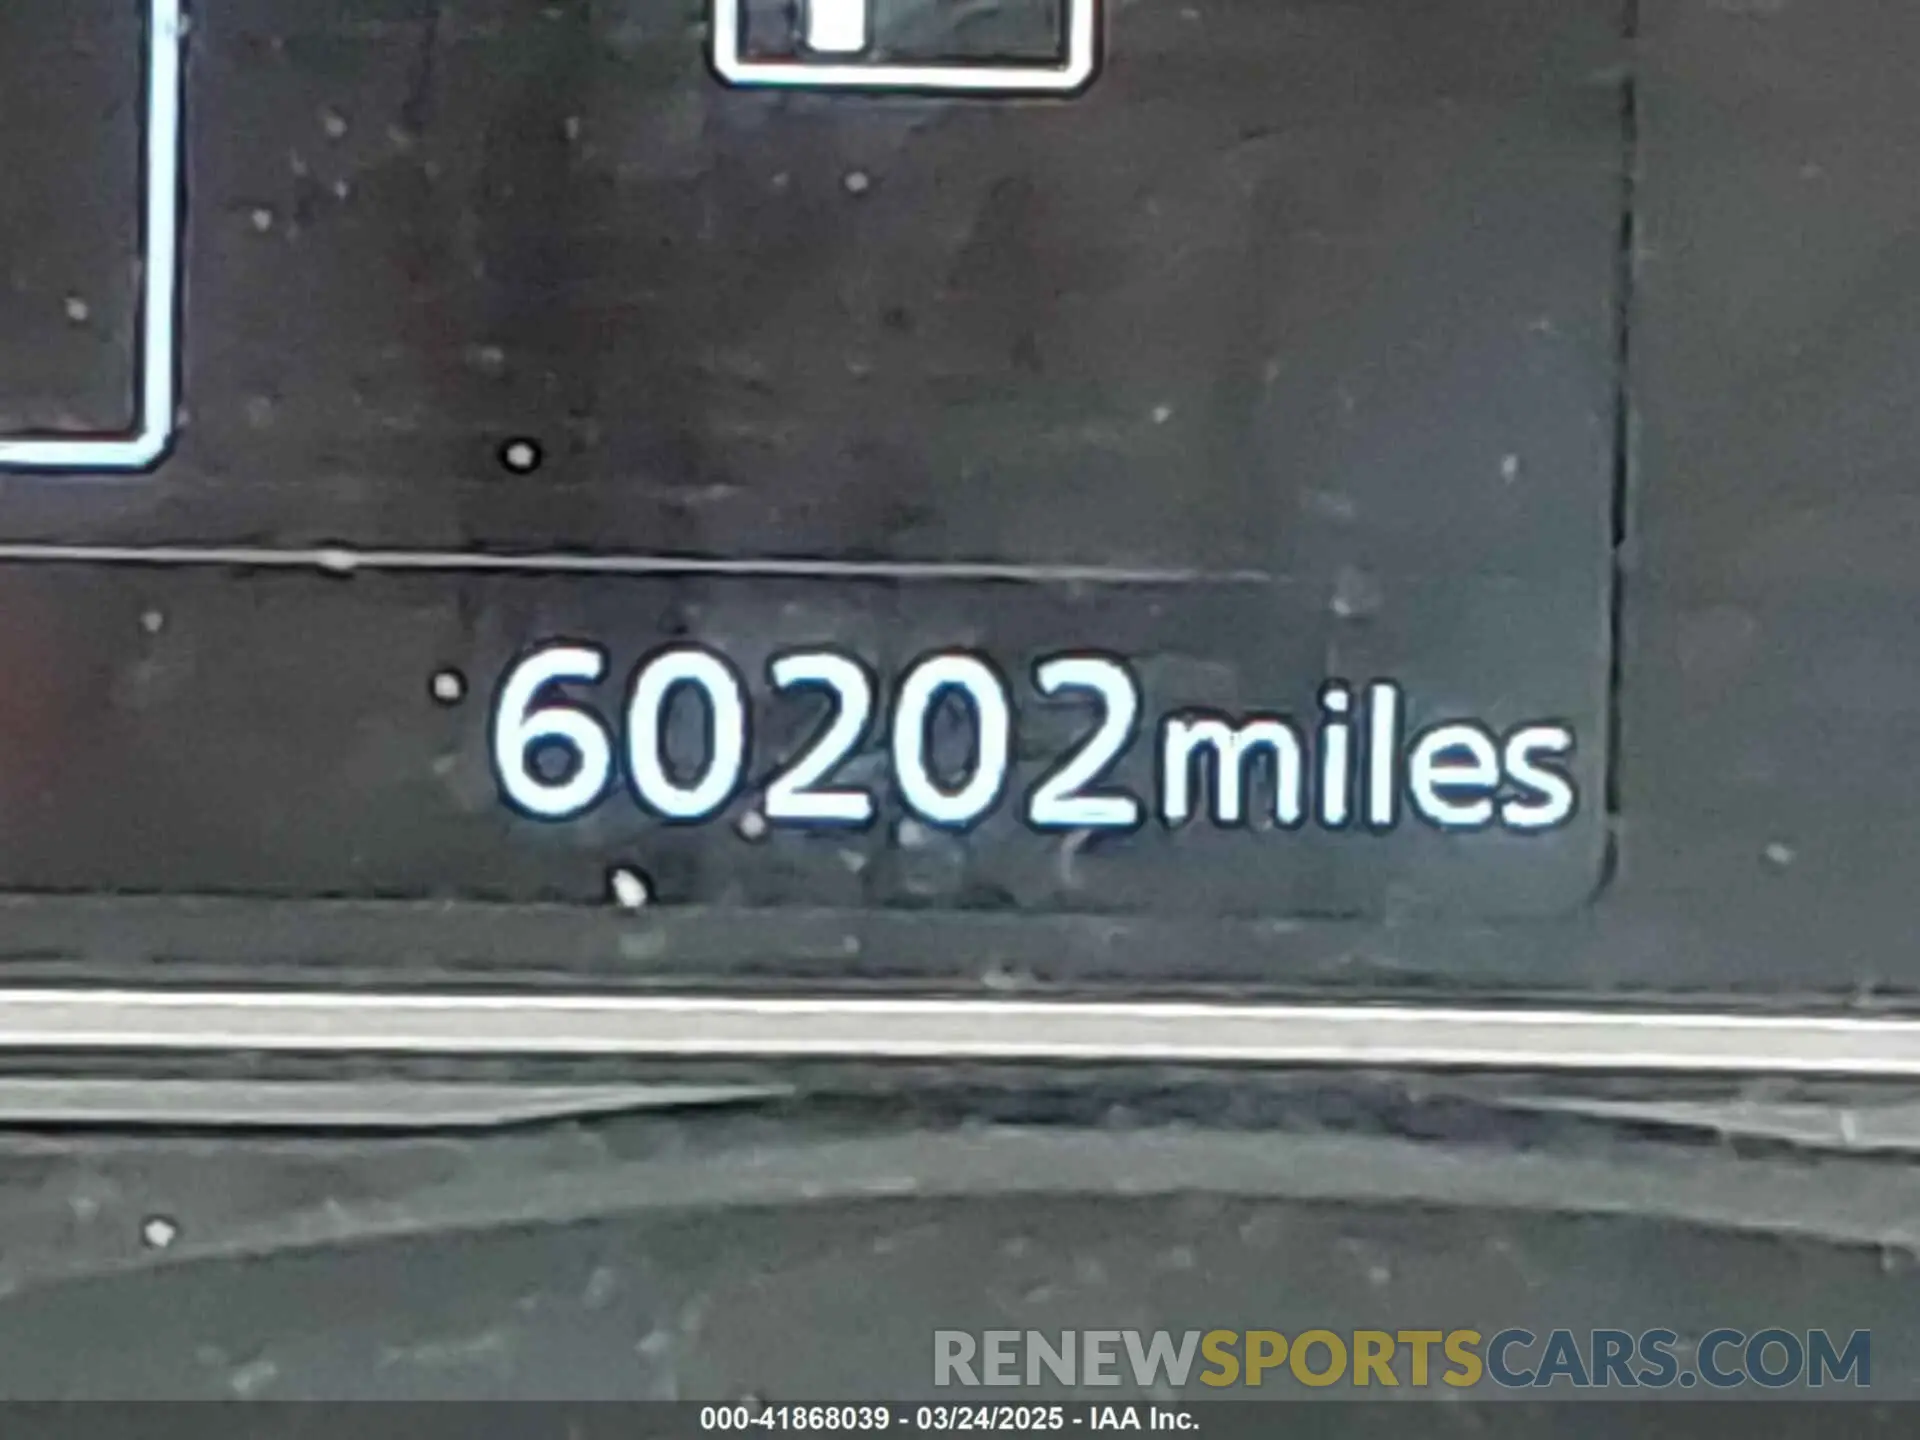 60202miles
RENEWSPORTSCARS.COM
000-41868039 - 03/24/2025 - IAA Inc.